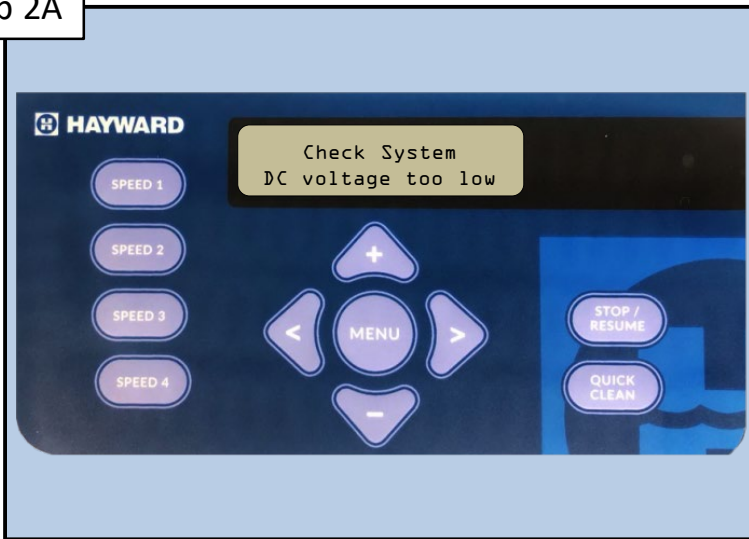 2A
HAYWARD
Check System
DC voltage too low
SPEED 1
SPEED 2
SPEED 3
SPEED 4
+
<
MENU
>
-
STOP /
RESUME
QUICK
CLEAN